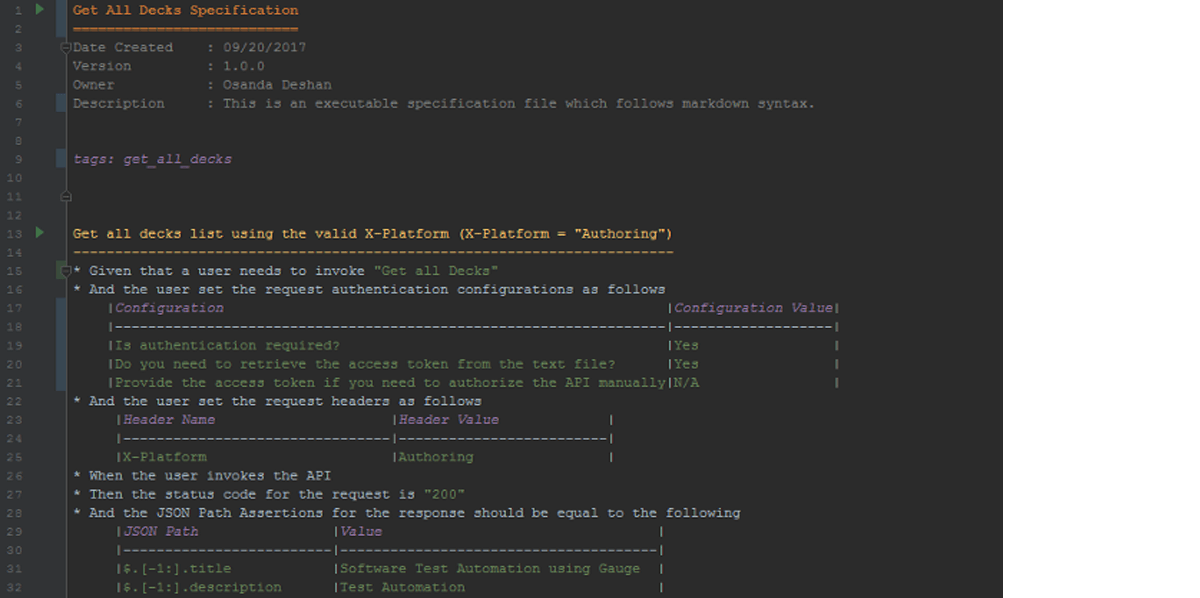 1 Get All Decks Specification
2 ===========================
3 Date Created    : 09/20/2017
4 Version         : 1.0.0
5 Owner           : Osanda Deshan
6 Description     : This is an executable specification file which follows markdown syntax.
7
8
9 tags: get_all_decks
10
11
12
13 Get all decks list using the valid X-Platform (X-Platform = "Authoring")
14 ------------------------------------------------------------------------
15 * Given that a user needs to invoke "Get all Decks"
16 * And the user set the request authentication configurations as follows
17     |Configuration                                                     |Configuration Value|
18     |------------------------------------------------------------------|-------------------|
19     |Is authentication required?                                       |Yes                |
20     |Do you need to retrieve the access token from the text file?      |Yes                |
21     |Provide the access token if you need to authorize the API manually|N/A                |
22 * And the user set the request headers as follows
23      |Header Name                     |Header Value             |
24      |--------------------------------|-------------------------|
25      |X-Platform                      |Authoring                |
26 * When the user invokes the API
27 * Then the status code for the request is "200"
28 * And the JSON Path Assertions for the response should be equal to the following
29      |JSON Path                |Value                                 |
30      |-------------------------|--------------------------------------|
31      |$.[-1:].title            |Software Test Automation using Gauge  |
32      |$.[-1:].description      |Test Automation                       |